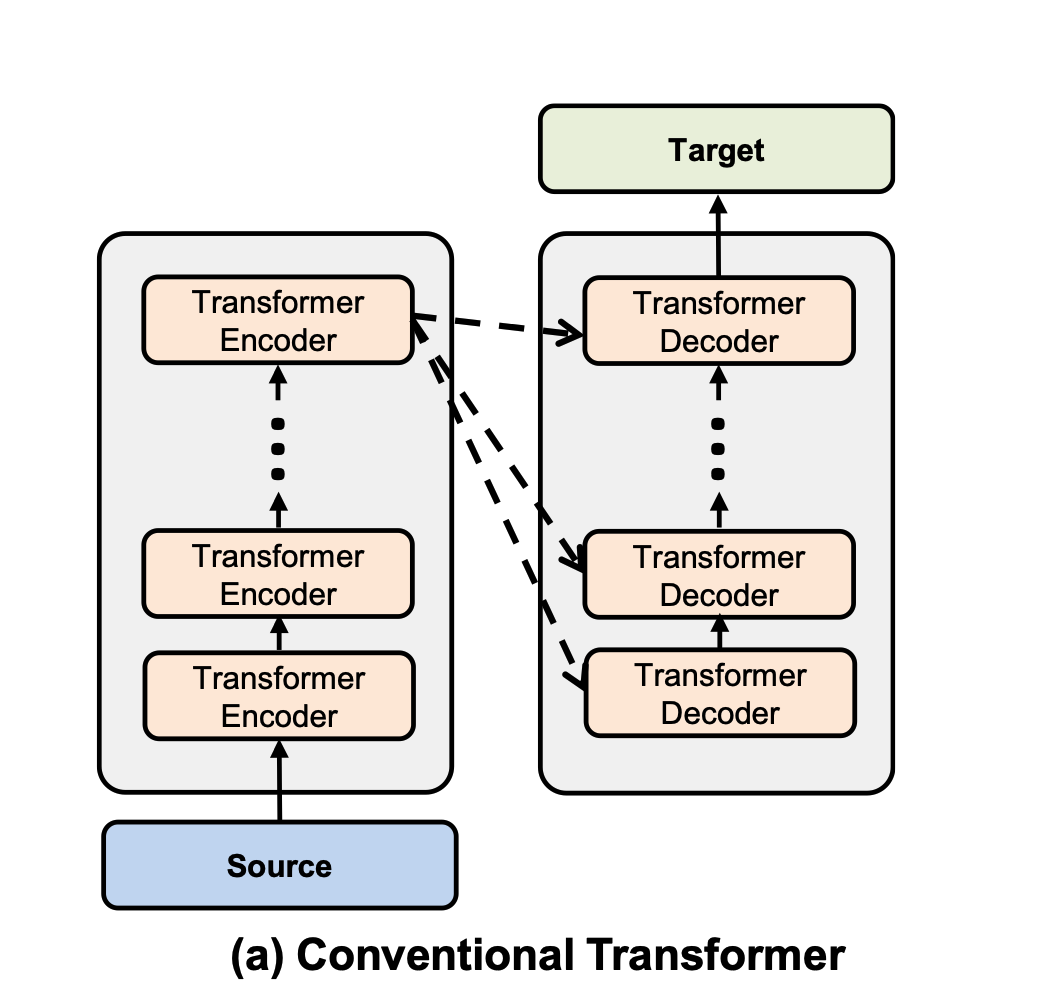 Target
Transformer
Encoder
Transformer
Decoder
Transformer
Encoder
Transformer
Decoder
Transformer
Encoder
Transformer
Decoder
Source
(a) Conventional Transformer